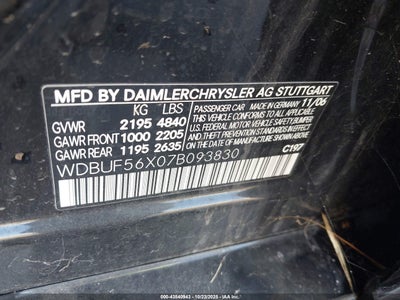 MFD BY DAIMLERCHRYSLER AG STUTTGART
KG LBS
GVWR 2195 4840
GAWR FRONT 1000 2205
GAWR REAR 1195 2635
PASSENGER CAR MADE IN GERMANY 11/06
THIS VEHICLE CONFORMS TO ALL APPLICABLE
U.S. FEDERAL MOTOR VEHICLE SAFETY, BUMPER,
AND THEFT PREVENTION STANDARDS IN EFFECT
ON THE DATE OF MANUFACTURE SHOWN ABOVE.
WDBUF56X07B093830
C197
000-43540943 - 10/23/2025 - IAA Inc.